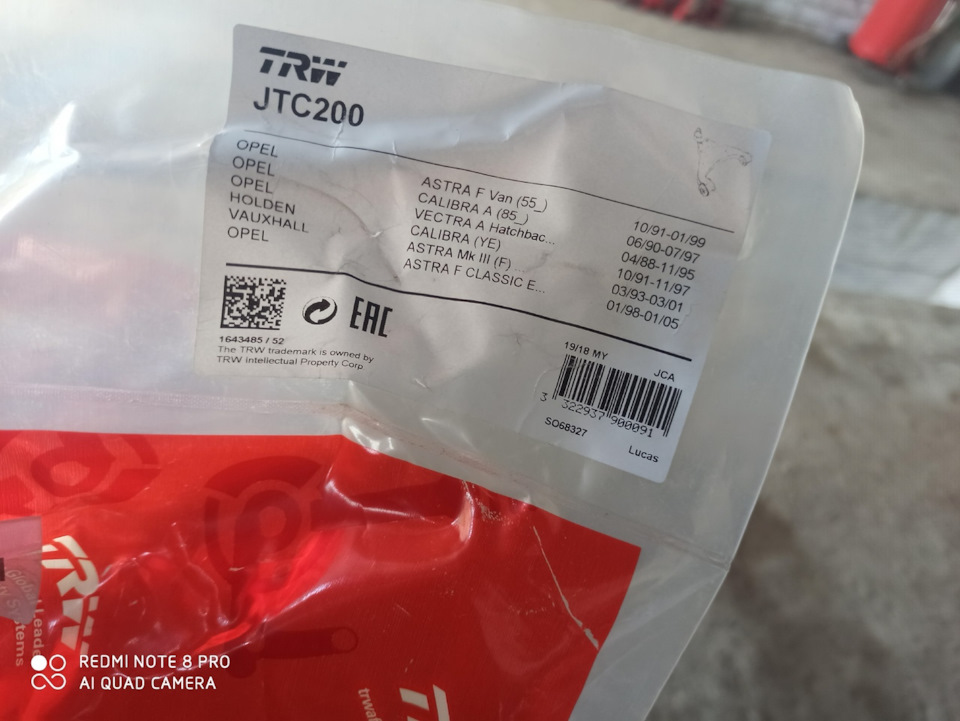 TRW
JTC200
OPEL ASTRA F Van (55_) 10/91-01/99
OPEL CALIBRA A (85_) 06/90-07/97
OPEL VECTRA A Hatchbac... 04/88-11/95
HOLDEN CALIBRA (YE) 10/91-11/97
VAUXHALL ASTRA Mk III (F) ... 03/93-03/01
OPEL ASTRA F CLASSIC E... 01/98-01/05
EAC
1643485 / 52
The TRW trademark is owned by
TRW Intellectual Property Corp
19/18 MY JCA
3 322937 900091
SO68327
Lucas
TRW
TRW
REDMI NOTE 8 PRO
AI QUAD CAMERA